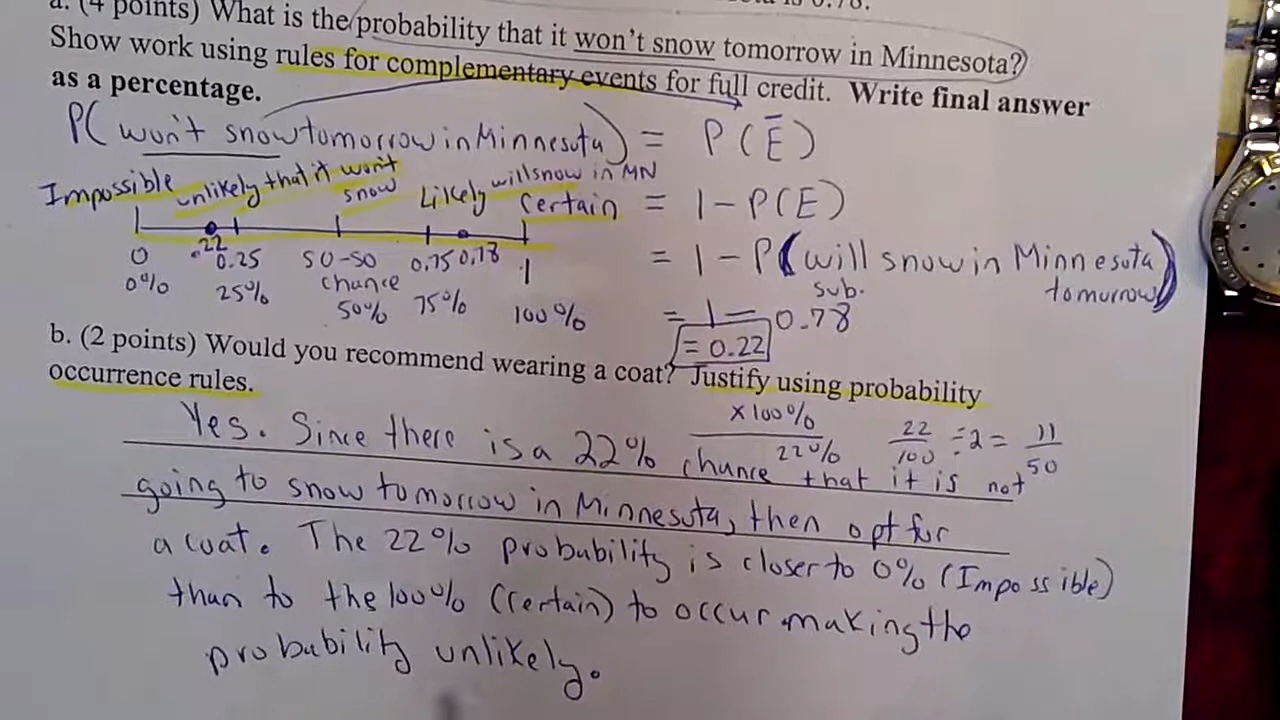 is 0.78.
a. (4 points) What is the probability that it won't snow tomorrow in Minnesota?
Show work using rules for complementary events for full credit. Write final answer
as a percentage.
P( won't snow tomorrow in Minnesota ) = P(Ē)
Impossible unlikely that it won't snow Likely will snow in MN Certain
= 1 - P(E)
0 .22 0.25 50-50 chance 0.75 0.78 1
0% 25% 50% 75% 100%
= 1 - P( will snow in Minnesota tomorrow )
sub.
= 1 - 0.78
= 0.22
b. (2 points) Would you recommend wearing a coat? Justify using probability
occurrence rules.
x 100%
22%
22/100 ÷2 = 11/50
Yes. Since there is a 22% chance that it is not
going to snow tomorrow in Minnesota, then opt for
a coat. The 22% probability is closer to 0% (Impossible)
than to the 100% (Certain) to occur making the
probability unlikely.